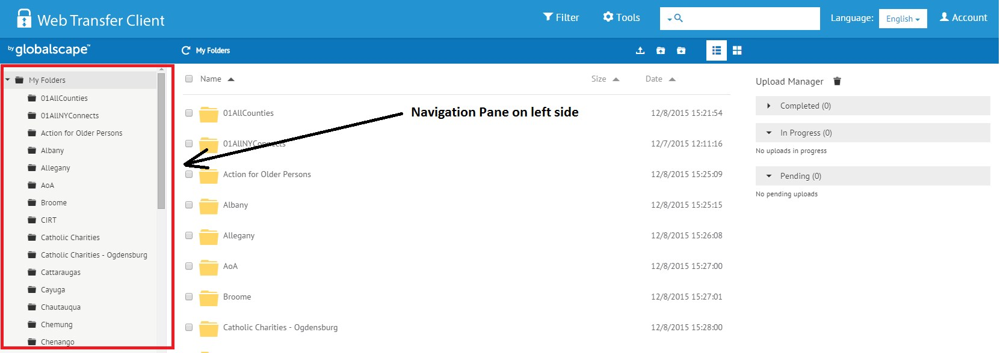 Web Transfer Client
Filter
Tools
Language:
English
Account
by globalscape™
My Folders
My Folders
01AllCounties
01AllNYConnects
Action for Older Persons
Albany
Allegany
AoA
Broome
CIRT
Catholic Charities
Catholic Charities - Ogdensburg
Cattaraugas
Cayuga
Chautauqua
Chemung
Chenango
Name
Size
Date
Navigation Pane on left side
01AllCounties 12/8/2015 15:21:54
01AllNYConnects 12/7/2015 12:11:16
Action for Older Persons 12/8/2015 15:25:09
Albany 12/8/2015 15:25:15
Allegany 12/8/2015 15:26:08
AoA 12/8/2015 15:27:00
Broome 12/8/2015 15:27:01
Catholic Charities - Ogdensburg 12/8/2015 15:28:00
Upload Manager
Completed (0)
In Progress (0)
No uploads in progress
Pending (0)
No pending uploads